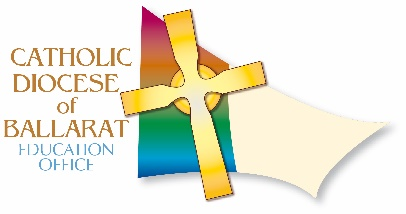 CATHOLIC
DIOCESE
of
BALLARAT
EDUCATION
OFFICE